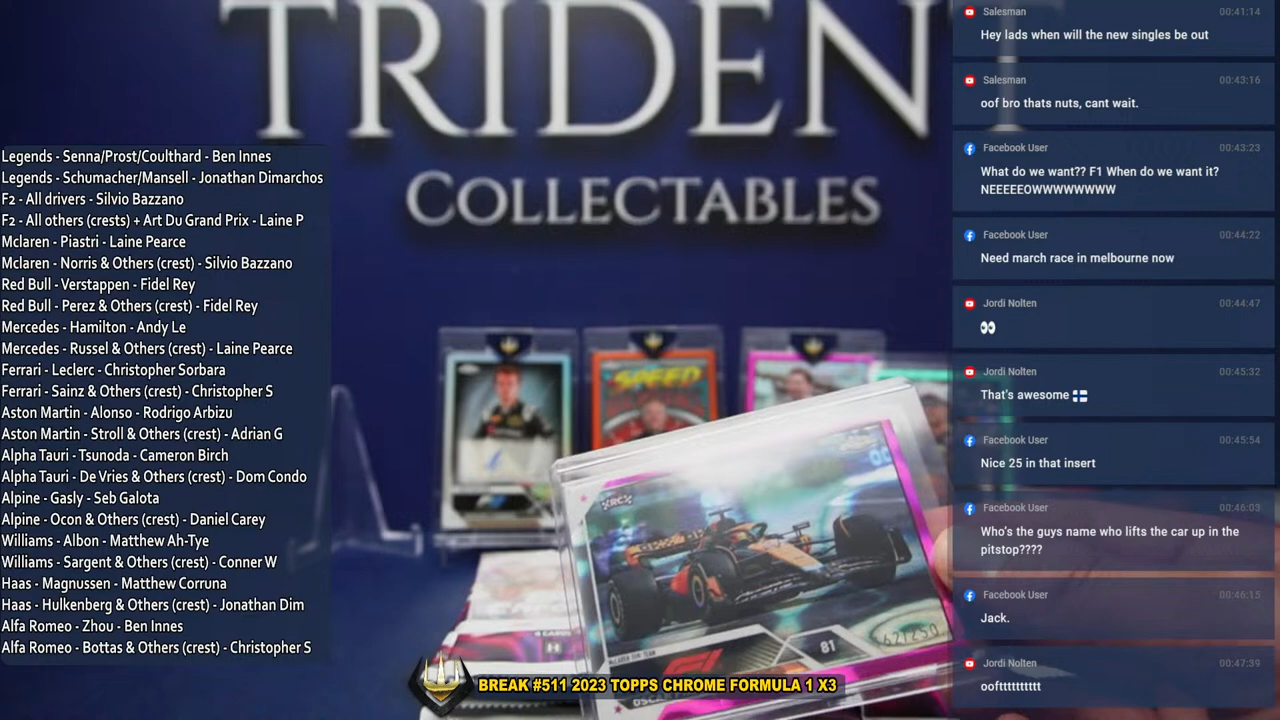 TRIDEN
COLLECTABLES
Legends - Senna/Prost/Coulthard - Ben Innes
Legends - Schumacher/Mansell - Jonathan Dimarchos
F2 - All drivers - Silvio Bazzano
F2 - All others (crests) + Art Du Grand Prix - Laine P
Mclaren - Piastri - Laine Pearce
Mclaren - Norris & Others (crest) - Silvio Bazzano
Red Bull - Verstappen - Fidel Rey
Red Bull - Perez & Others (crest) - Fidel Rey
Mercedes - Hamilton - Andy Le
Mercedes - Russel & Others (crest) - Laine Pearce
Ferrari - Leclerc - Christopher Sorbara
Ferrari - Sainz & Others (crest) - Christopher S
Aston Martin - Alonso - Rodrigo Arbizu
Aston Martin - Stroll & Others (crest) - Adrian G
Alpha Tauri - Tsunoda - Cameron Birch
Alpha Tauri - De Vries & Others (crest) - Dom Condo
Alpine - Gasly - Seb Galota
Alpine - Ocon & Others (crest) - Daniel Carey
Williams - Albon - Matthew Ah-Tye
Williams - Sargent & Others (crest) - Conner W
Haas - Magnussen - Matthew Corruna
Haas - Hulkenberg & Others (crest) - Jonathan Dim
Alfa Romeo - Zhou - Ben Innes
Alfa Romeo - Bottas & Others (crest) - Christopher S
SPEED
RC
81
62/250
F1
OSCAR
BREAK #511 2023 TOPPS CHROME FORMULA 1 X3
Salesman 00:41:14
Hey lads when will the new singles be out
Salesman 00:43:16
oof bro thats nuts, cant wait.
Facebook User 00:43:23
What do we want?? F1 When do we want it?
NEEEEEOWWWWWWWW
Facebook User 00:44:22
Need march race in melbourne now
Jordi Nolten 00:44:47
Jordi Nolten 00:45:32
That's awesome
Facebook User 00:45:54
Nice 25 in that insert
Facebook User 00:46:03
Who's the guys name who lifts the car up in the
pitstop????
Facebook User 00:46:15
Jack.
Jordi Nolten 00:47:39
ooftttttttttt